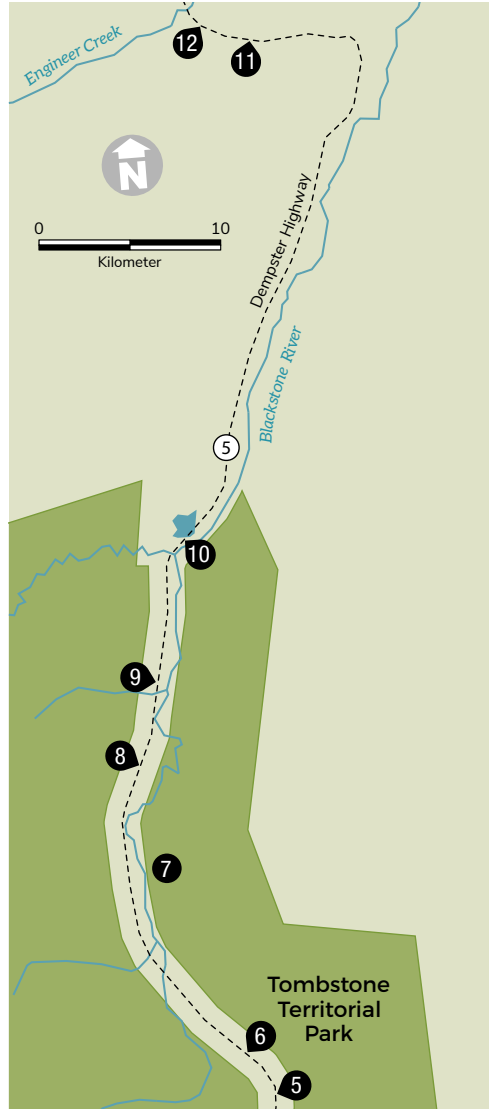 Engineer Creek
12
11
N
0 10
Kilometer
Dempster Highway
Blackstone River
5
10
9
8
7
Tombstone
Territorial
Park
6
5